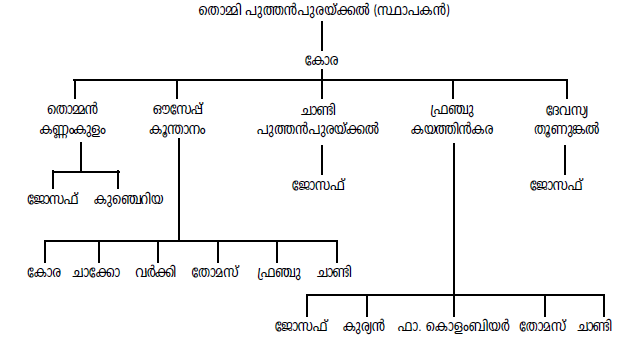 തൊമ്മി പുത്തൻപുരയ്ക്കൽ (സ്ഥാപകൻ)
കോര
തൊമ്മൻ ഔസേപ്പ് ചാണ്ടി ഫ്രഞ്ചു ദേവസ്യ
കണ്ണംകുളം കൂന്താനം പുത്തൻപുരയ്ക്കൽ കയത്തിൻകര തൂണുങ്കൽ
ജോസഫ് ജോസഫ്
ജോസഫ് കുഞ്ചെറിയ
കോര ചാക്കോ വർക്കി തോമസ് ഫ്രഞ്ചു ചാണ്ടി
ജോസഫ് കുര്യൻ ഫാ. കൊളംബിയർ തോമസ് ചാണ്ടി